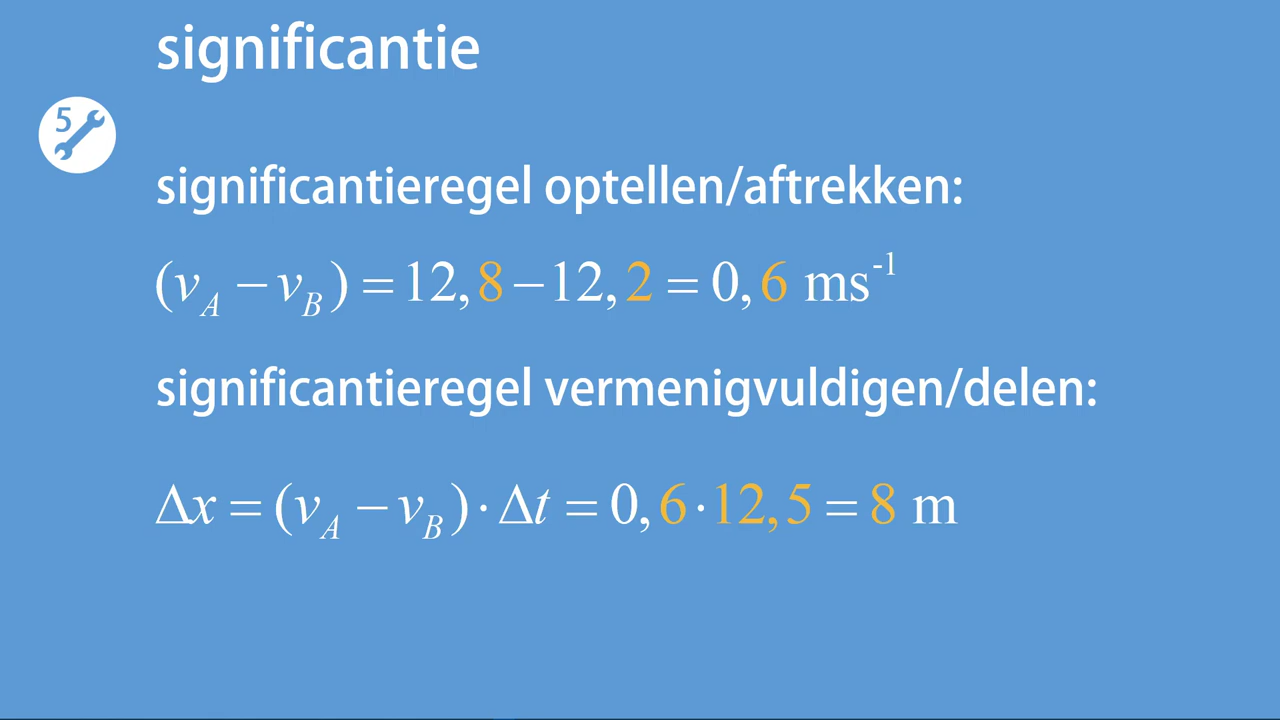 significantie
5
significantieregel optellen/aftrekken:
(v_A − v_B) = 12,8 − 12,2 = 0,6 ms⁻¹
significantieregel vermenigvuldigen/delen:
Δx = (v_A − v_B) · Δt = 0,6 · 12,5 = 8 m